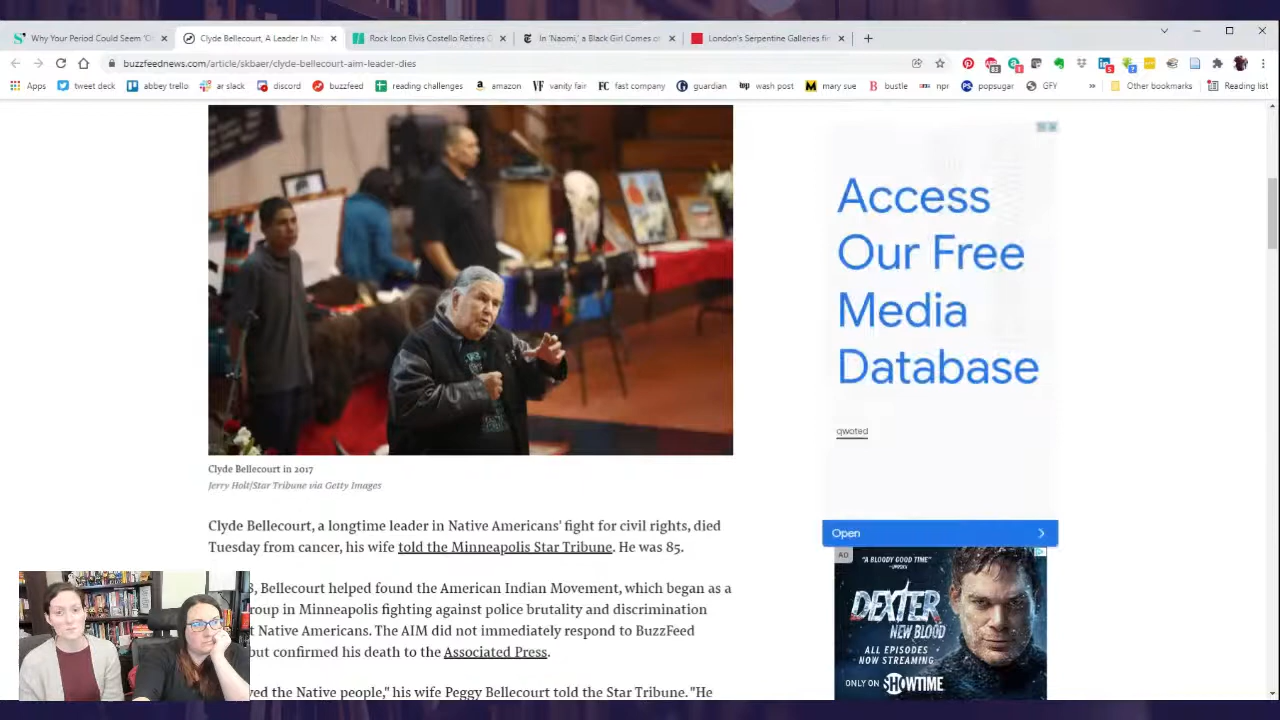 Why Your Period Could Seem 'O
Clyde Bellecourt, A Leader In Na
Rock Icon Elvis Costello Retires O
In 'Naomi,' a Black Girl Comes o
London's Serpentine Galleries fi
buzzfeednews.com/article/skbaer/clyde-bellecourt-aim-leader-dies
Apps tweet deck abbey trello ar slack discord buzzfeed reading challenges amazon VF vanity fair FC fast company guardian wp wash post M mary sue B bustle npr popsugar GFY » Other bookmarks Reading list
Access
Our Free
Media
Database
qwoted
Open
Clyde Bellecourt in 2017
Jerry Holt/Star Tribune via Getty Images
Clyde Bellecourt, a longtime leader in Native Americans' fight for civil rights, died
Tuesday from cancer, his wife told the Minneapolis Star Tribune. He was 85.
, Bellecourt helped found the American Indian Movement, which began as a
roup in Minneapolis fighting against police brutality and discrimination
t Native Americans. The AIM did not immediately respond to BuzzFeed
but confirmed his death to the Associated Press.
ved the Native people," his wife Peggy Bellecourt told the Star Tribune. "He
AD
"A BLOODY GOOD TIME"
DEXTER
NEW BLOOD
ALL EPISODES
NOW STREAMING
ONLY ON SHOWTIME